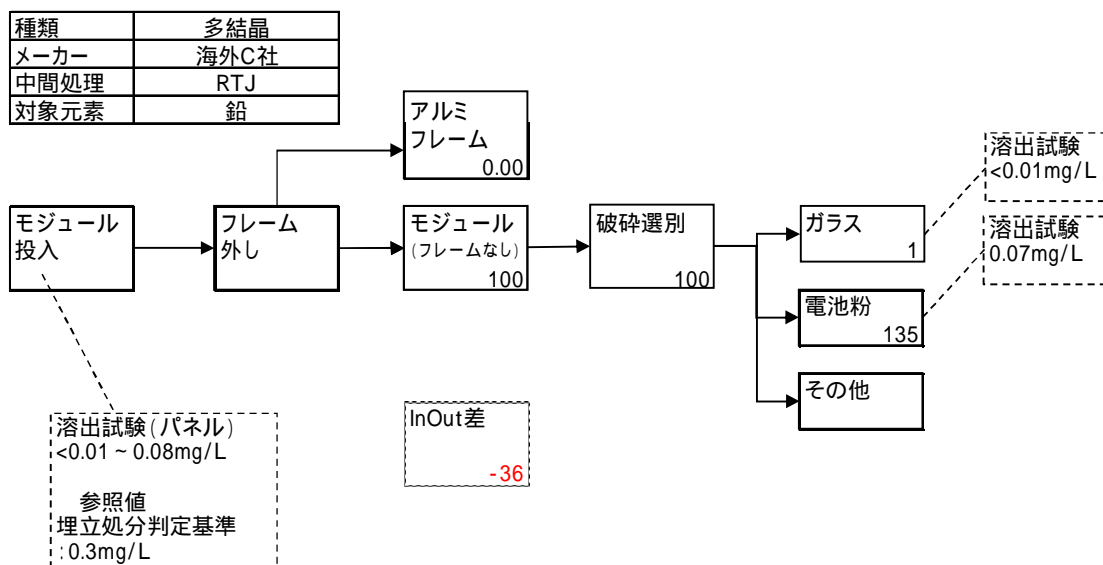 種類 多結晶
メーカー 海外C社
中間処理 RTJ
対象元素 鉛
アルミ
フレーム
0.00
溶出試験
<0.01mg/L
モジュール
投入
フレーム
外し
モジュール
(フレームなし)
100
破砕選別
100
ガラス
1
溶出試験
0.07mg/L
電池粉
135
その他
InOut差
-36
溶出試験(パネル)
<0.01~0.08mg/L
参照値
埋立処分判定基準
:0.3mg/L